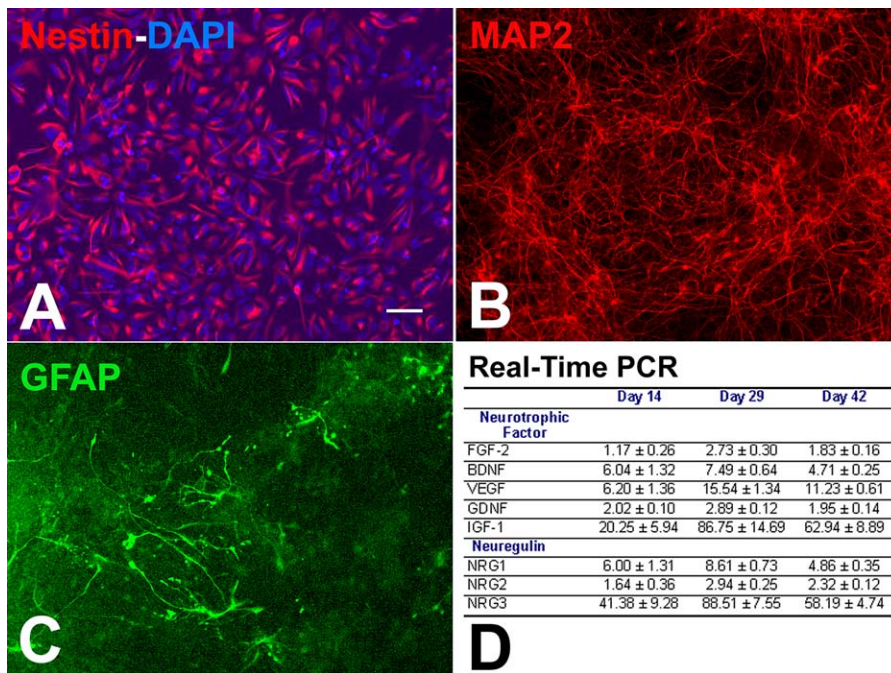 Nestin-DAPI
A
MAP2
B
GFAP
C
Real-Time PCR
Day 14 Day 29 Day 42
Neurotrophic
Factor
FGF-2 1.17 ± 0.26 2.73 ± 0.30 1.83 ± 0.16
BDNF 6.04 ± 1.32 7.49 ± 0.64 4.71 ± 0.25
VEGF 6.20 ± 1.36 15.54 ± 1.34 11.23 ± 0.61
GDNF 2.02 ± 0.10 2.89 ± 0.12 1.95 ± 0.14
IGF-1 20.25 ± 5.94 86.75 ± 14.69 62.94 ± 8.89
Neuregulin
NRG1 6.00 ± 1.31 8.61 ± 0.73 4.86 ± 0.35
NRG2 1.64 ± 0.36 2.94 ± 0.25 2.32 ± 0.12
NRG3 41.38 ± 9.28 88.51 ± 7.55 58.19 ± 4.74
D